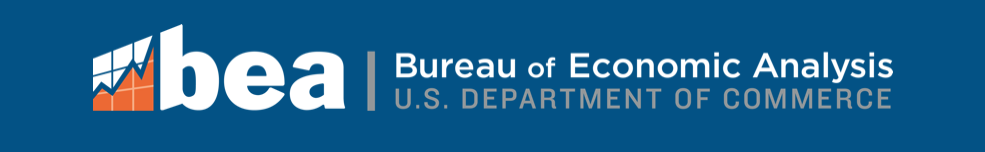 bea
Bureau of Economic Analysis
U.S. DEPARTMENT OF COMMERCE